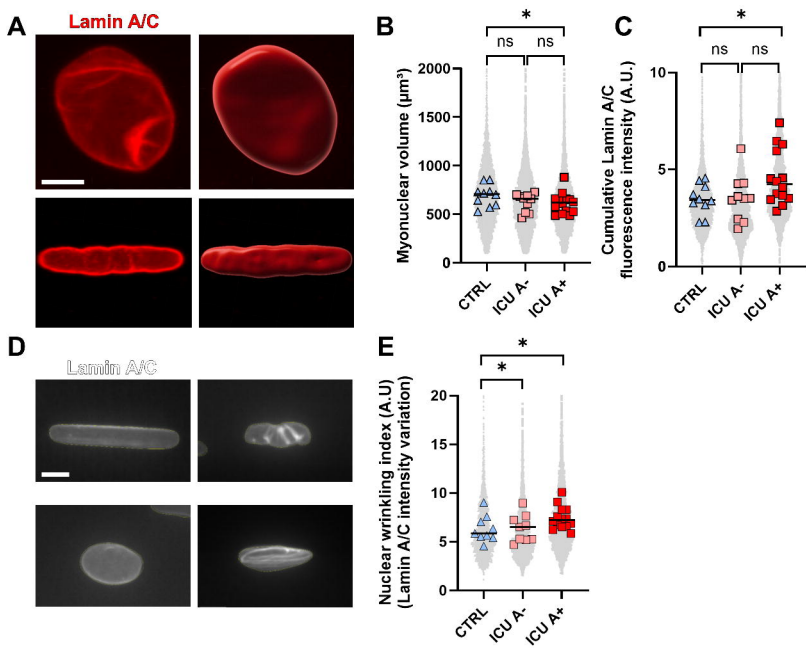 A
Lamin A/C
B
*
ns
ns
Myonuclear volume (µm³)
2000
1500
1000
500
0
CTRL
ICU A-
ICU A+
C
*
ns
ns
Cumulative Lamin A/C
fluorescence intensity (A.U.)
10
5
0
CTRL
ICU A-
ICU A+
D
Lamin A/C
E
*
*
Nuclear wrinkling index (A.U)
(Lamin A/C intensity variation)
20
15
10
5
0
CTRL
ICU A-
ICU A+